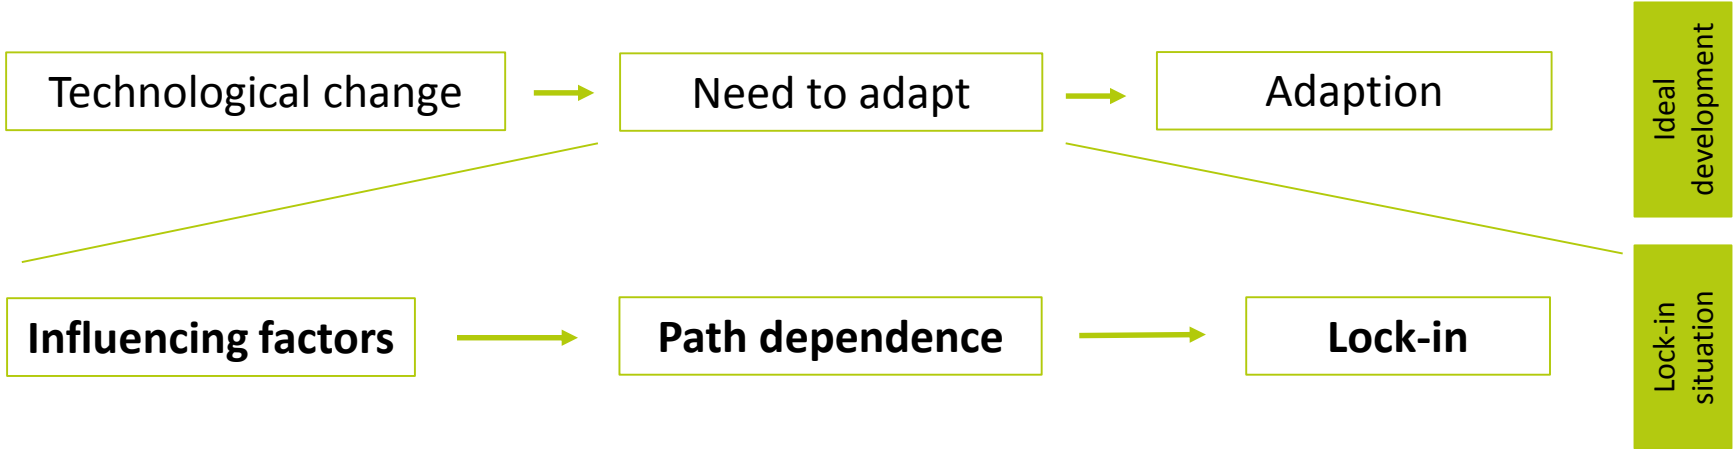 Technological change
Need to adapt
Adaption
Ideal
development
Influencing factors
Path dependence
Lock-in
Lock-in
situation